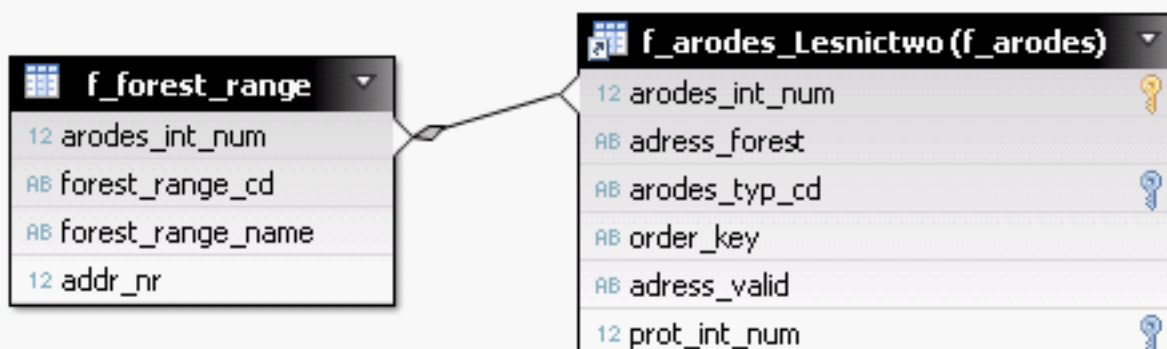 f_forest_range
12 arodes_int_num
AB forest_range_cd
AB forest_range_name
12 addr_nr
f_arodes_Lesnictwo (f_arodes)
12 arodes_int_num
AB adress_forest
AB arodes_typ_cd
AB order_key
AB adress_valid
12 prot_int_num